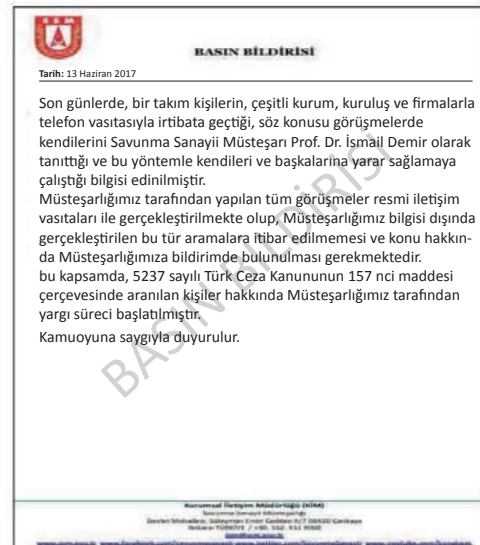 SSM
BASIN BİLDİRİSİ
Tarih: 13 Haziran 2017
Son günlerde, bir takım kişilerin, çeşitli kurum, kuruluş ve firmalarla
telefon vasıtasıyla irtibata geçtiği, söz konusu görüşmelerde
kendilerini Savunma Sanayii Müsteşarı Prof. Dr. İsmail Demir olarak
tanıttığı ve bu yöntemle kendileri ve başkalarına yarar sağlamaya
çalıştığı bilgisi edinilmiştir.
Müsteşarlığımız tarafından yapılan tüm görüşmeler resmi iletişim
vasıtaları ile gerçekleştirilmekte olup, Müsteşarlığımız bilgisi dışında
gerçekleştirilen bu tür aramalara itibar edilmemesi ve konu hakkın-
da Müsteşarlığımıza bildirimde bulunulması gerekmektedir.
bu kapsamda, 5237 sayılı Türk Ceza Kanununun 157 nci maddesi
çerçevesinde aranılan kişiler hakkında Müsteşarlığımız tarafından
yargı süreci başlatılmıştır.
Kamuoyuna saygıyla duyurulur.
BASIN BİLDİRİSİ
Kurumsal İletişim Müdürlüğü (KİM)
Savunma Sanayii Müsteşarlığı